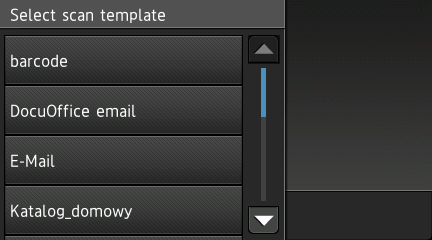 Select scan template
barcode
DocuOffice email
E-Mail
Katalog_domowy